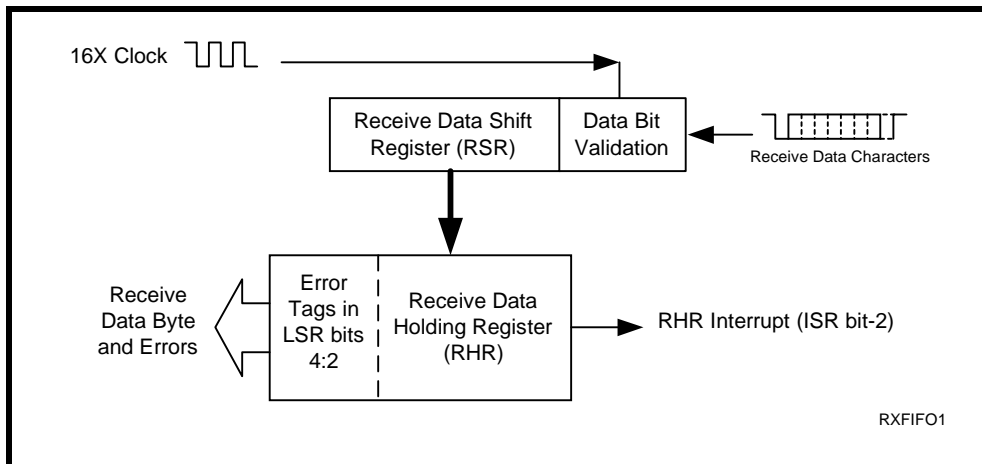 16X Clock
Receive Data Shift
Register (RSR)
Data Bit
Validation
Receive Data Characters
Receive
Data Byte
and Errors
Error
Tags in
LSR bits
4:2
Receive Data
Holding Register
(RHR)
RHR Interrupt (ISR bit-2)
RXFIFO1